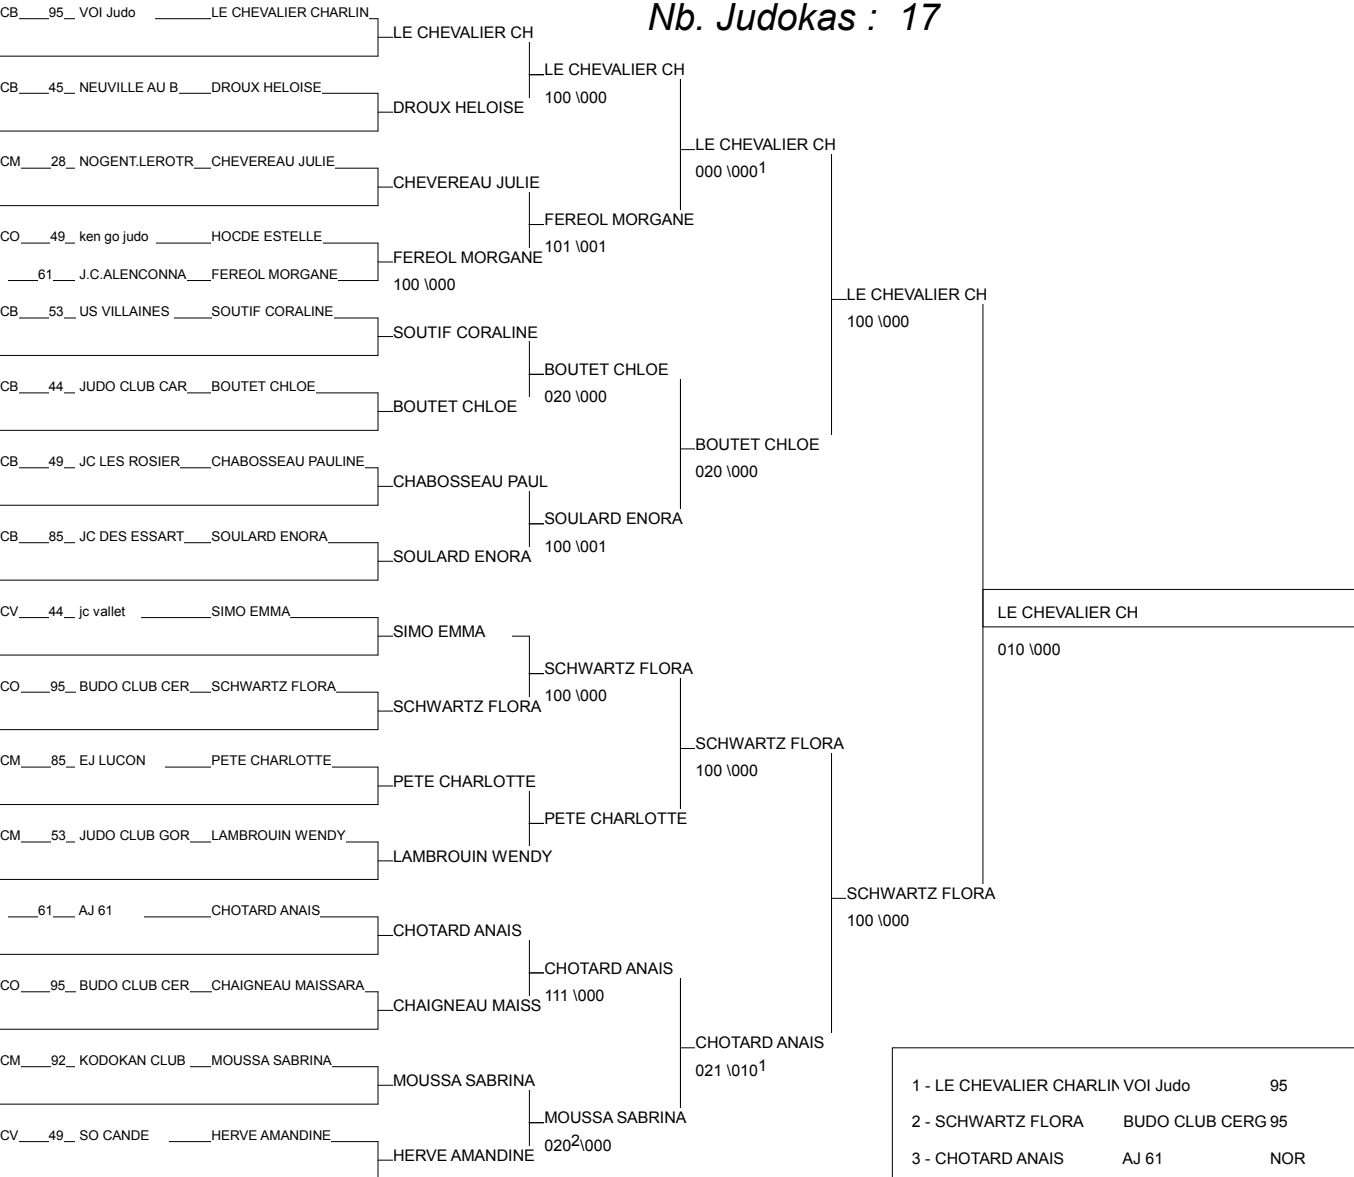 Nb. Judokas : 17
CB 95 VOI Judo LE CHEVALIER CHARLIN
CB 45 NEUVILLE AU B DROUX HELOISE
CM 28 NOGENT.LEROTR CHEVEREAU JULIE
CO 49 ken go judo HOCDE ESTELLE
61 J.C.ALENCONNA FEREOL MORGANE
CB 53 US VILLAINES SOUTIF CORALINE
CB 44 JUDO CLUB CAR BOUTET CHLOE
CB 49 JC LES ROSIER CHABOSSEAU PAULINE
CB 85 JC DES ESSART SOULARD ENORA
CV 44 jc vallet SIMO EMMA
CO 95 BUDO CLUB CER SCHWARTZ FLORA
CM 85 EJ LUCON PETE CHARLOTTE
CM 53 JUDO CLUB GOR LAMBROUIN WENDY
61 AJ 61 CHOTARD ANAIS
CO 95 BUDO CLUB CER CHAIGNEAU MAISSARA
CM 92 KODOKAN CLUB MOUSSA SABRINA
CV 49 SO CANDE HERVE AMANDINE
LE CHEVALIER CH
DROUX HELOISE
CHEVEREAU JULIE
FEREOL MORGANE
100 \000
SOUTIF CORALINE
BOUTET CHLOE
CHABOSSEAU PAUL
SOULARD ENORA
SIMO EMMA
SCHWARTZ FLORA
PETE CHARLOTTE
LAMBROUIN WENDY
CHOTARD ANAIS
CHAIGNEAU MAISS
MOUSSA SABRINA
HERVE AMANDINE
LE CHEVALIER CH
100 \000
FEREOL MORGANE
101 \001
BOUTET CHLOE
020 \000
SOULARD ENORA
100 \001
SCHWARTZ FLORA
100 \000
PETE CHARLOTTE
CHOTARD ANAIS
111 \000
MOUSSA SABRINA
0202\000
LE CHEVALIER CH
000 \0001
BOUTET CHLOE
020 \000
SCHWARTZ FLORA
100 \000
CHOTARD ANAIS
021 \0101
LE CHEVALIER CH
100 \000
SCHWARTZ FLORA
100 \000
LE CHEVALIER CH
010 \000
1 - LE CHEVALIER CHARLIN VOI Judo 95
2 - SCHWARTZ FLORA BUDO CLUB CERG 95
3 - CHOTARD ANAIS AJ 61 NOR